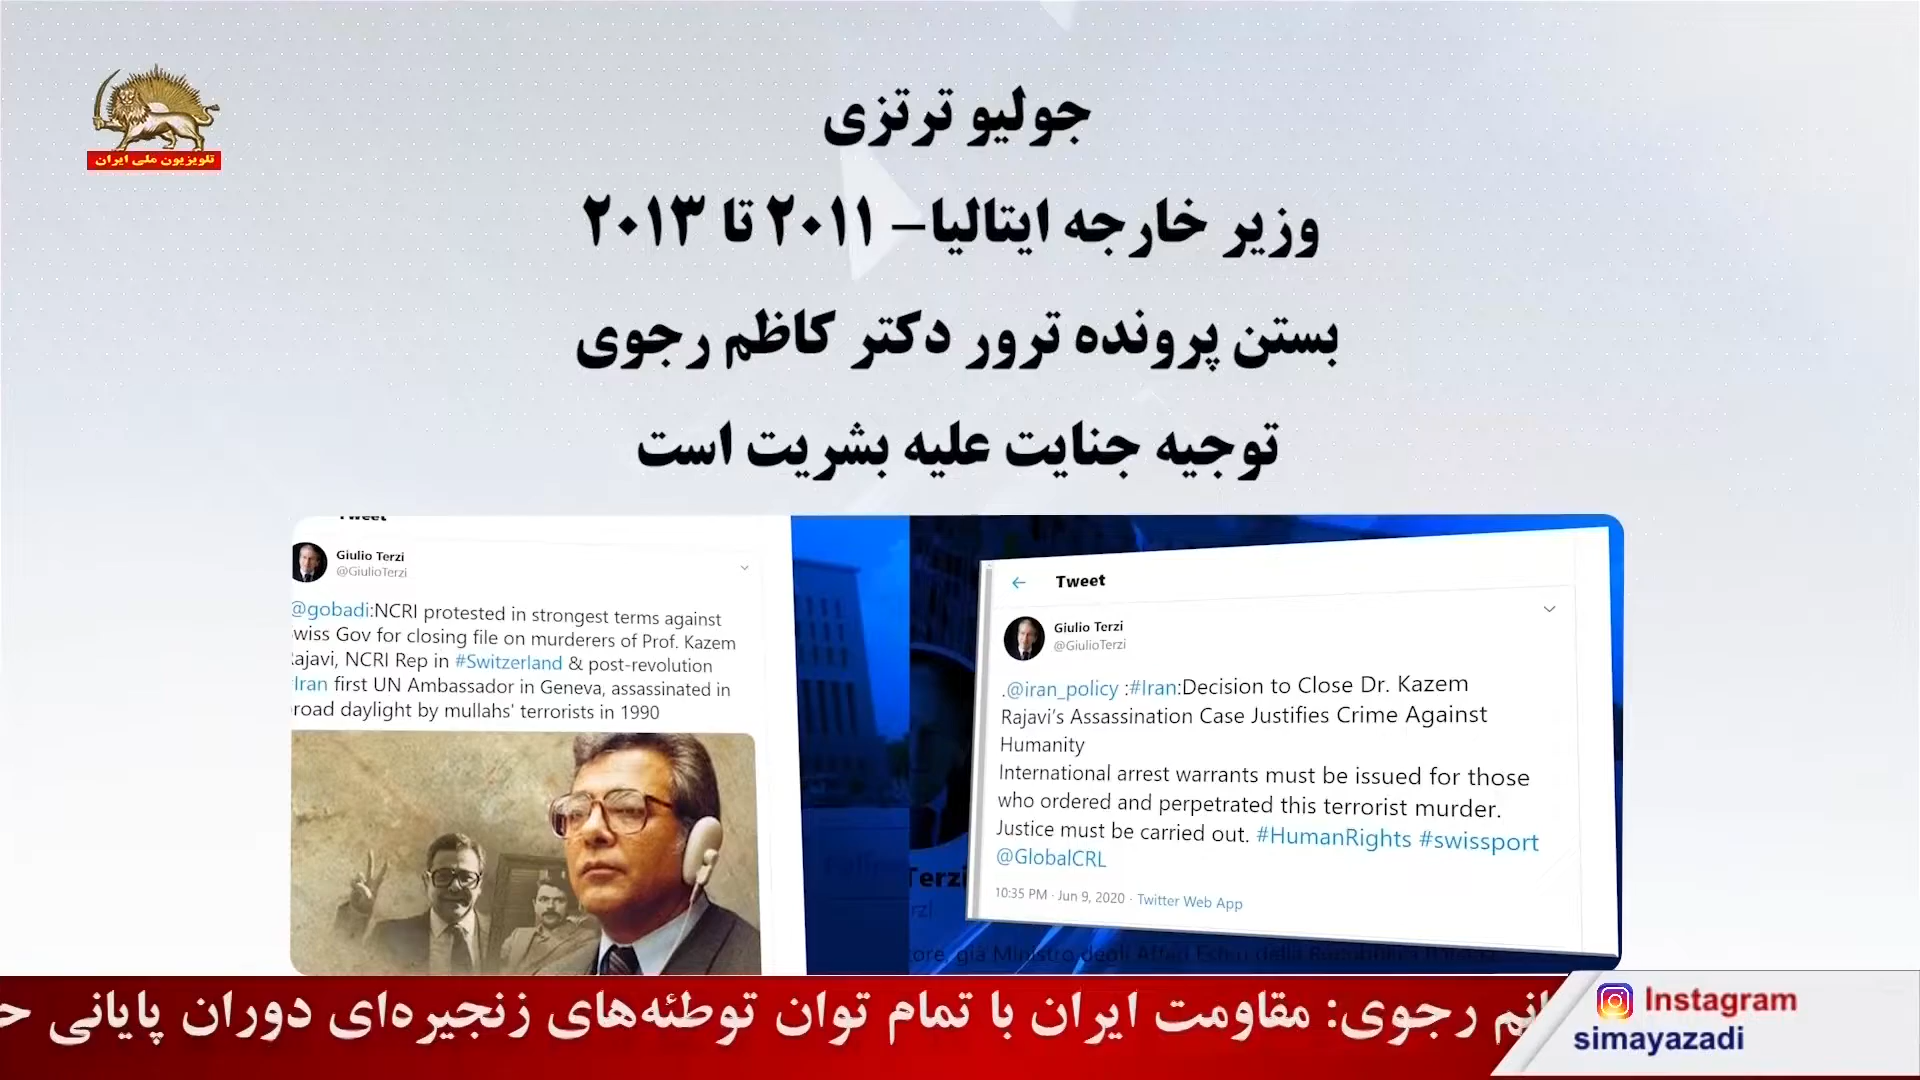 تلویزیون ملی ایران
جولیو ترتزی
وزیر خارجه ایتالیا– ۲۰۱۱ تا ۲۰۱۳
بستن پرونده ترور دکتر کاظم رجوی
توجیه جنایت علیه بشریت است
Tweet
Giulio Terzi
@GiulioTerzi
@gobadi:NCRI protested in strongest terms against
wiss Gov for closing file on murderers of Prof. Kazem
ajavi, NCRI Rep in #Switzerland & post-revolution
Iran first UN Ambassador in Geneva, assassinated in
road daylight by mullahs' terrorists in 1990
Tweet
Giulio Terzi
@GiulioTerzi
.@iran_policy :#Iran:Decision to Close Dr. Kazem
Rajavi's Assassination Case Justifies Crime Against
Humanity
International arrest warrants must be issued for those
who ordered and perpetrated this terrorist murder.
Justice must be carried out. #HumanRights #swissport
@GlobalCRL
10:35 PM · Jun 9, 2020 · Twitter Web App
Terzi
رجوی: مقاومت ایران با تمام توان توطئه‌های زنجیره‌ای دوران پایانی
Instagram
simayazadi